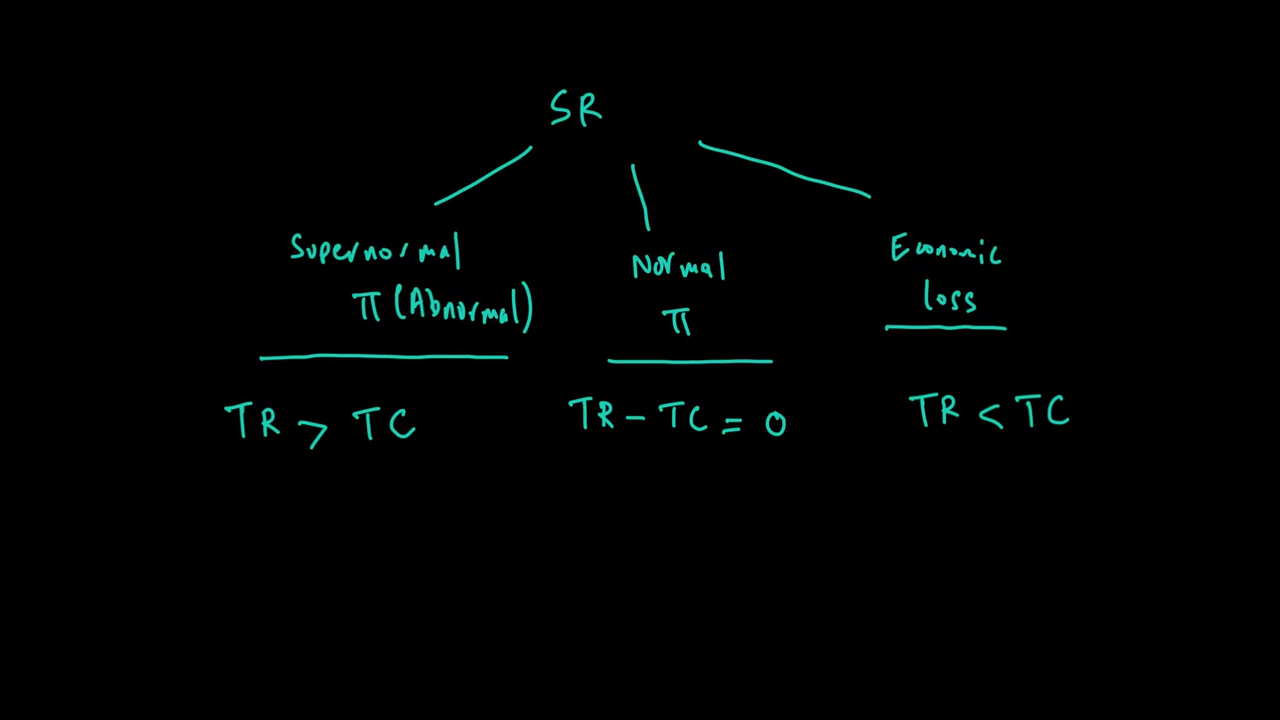 SR
Supernormal
π (Abnormal)
Normal
π
Economic
loss
TR > TC
TR - TC = 0
TR < TC